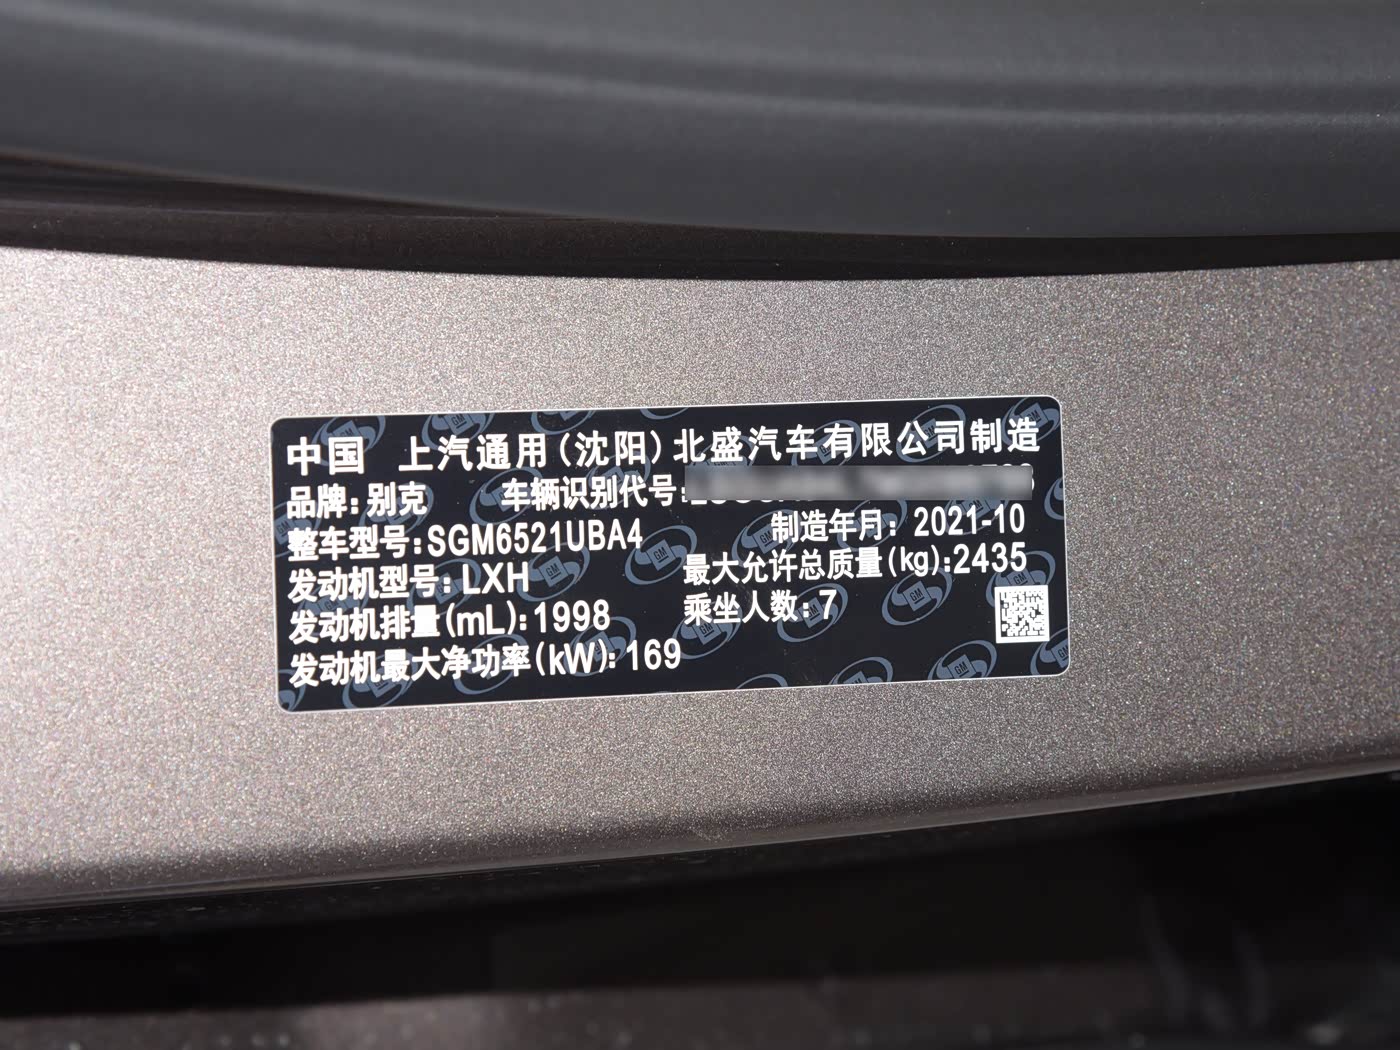 中国 上汽通用(沈阳)北盛汽车有限公司制造
品牌:别克 车辆识别代号:
整车型号:SGM6521UBA4 制造年月: 2021-10
发动机型号:LXH 最大允许总质量(kg):2435
发动机排量(mL):1998 乘坐人数:7
发动机最大净功率(kW):169
GM